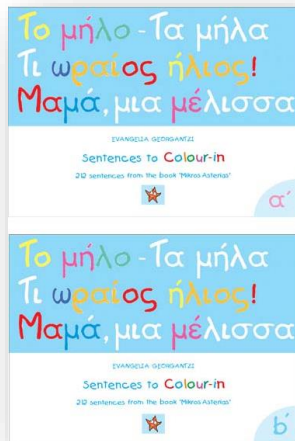 Το μήλο - Τα μήλα
Τι ωραίος ήλιος!
Μαμά, μια μέλισσα
EVANGELIA GEORGANTZI
Sentences to Colour-in
212 sentences from the book "Mikros Asterias"
α΄
Το μήλο - Τα μήλα
Τι ωραίος ήλιος!
Μαμά, μια μέλισσα
EVANGELIA GEORGANTZI
Sentences to Colour-in
212 sentences from the book "Mikros Asterias"
b΄